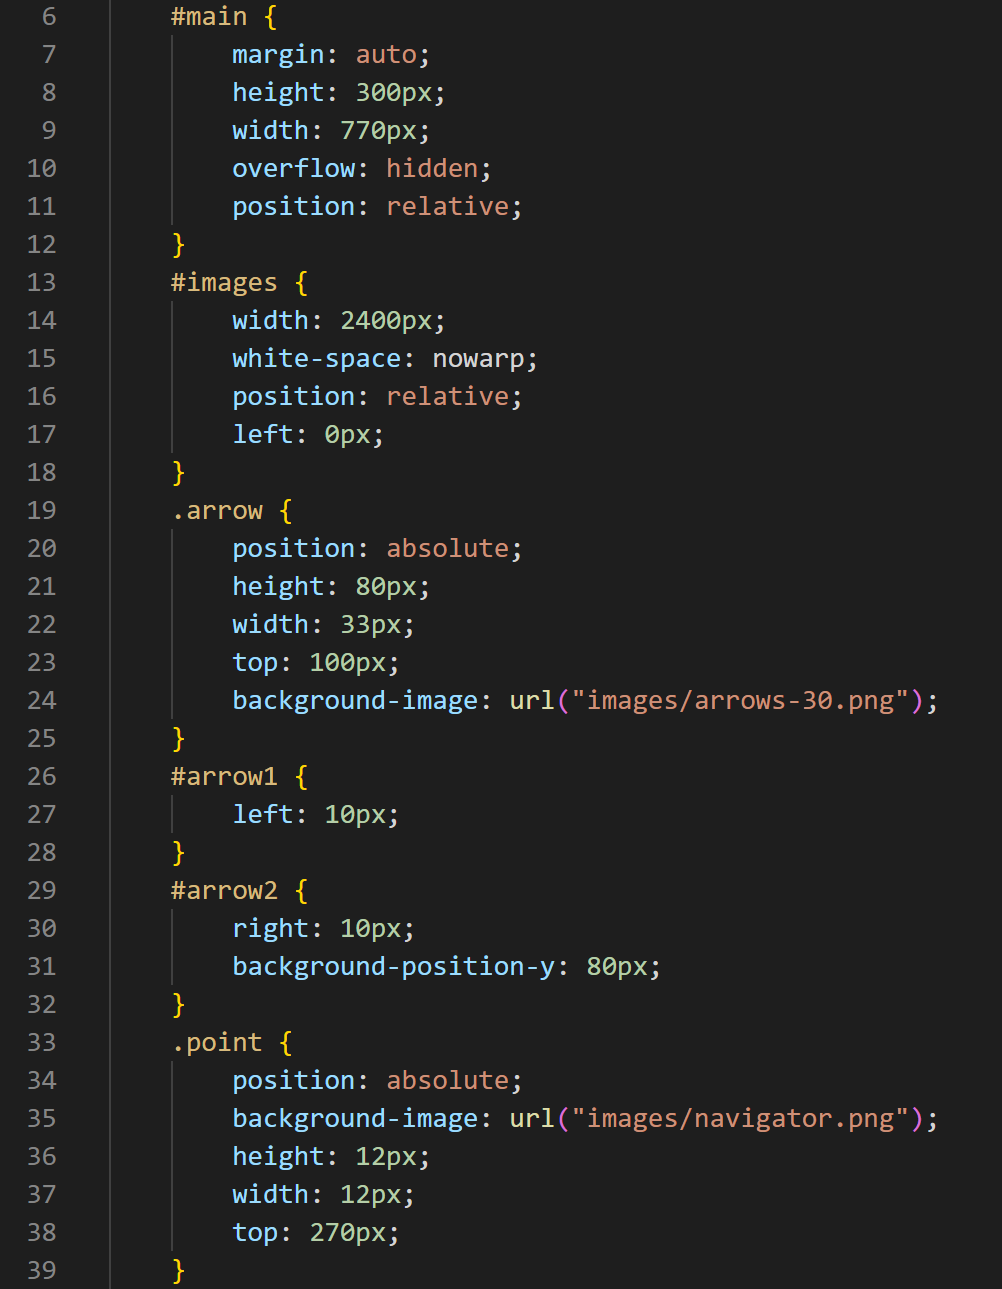 6 #main {
7 margin: auto;
8 height: 300px;
9 width: 770px;
10 overflow: hidden;
11 position: relative;
12 }
13 #images {
14 width: 2400px;
15 white-space: nowarp;
16 position: relative;
17 left: 0px;
18 }
19 .arrow {
20 position: absolute;
21 height: 80px;
22 width: 33px;
23 top: 100px;
24 background-image: url("images/arrows-30.png");
25 }
26 #arrow1 {
27 left: 10px;
28 }
29 #arrow2 {
30 right: 10px;
31 background-position-y: 80px;
32 }
33 .point {
34 position: absolute;
35 background-image: url("images/navigator.png");
36 height: 12px;
37 width: 12px;
38 top: 270px;
39 }